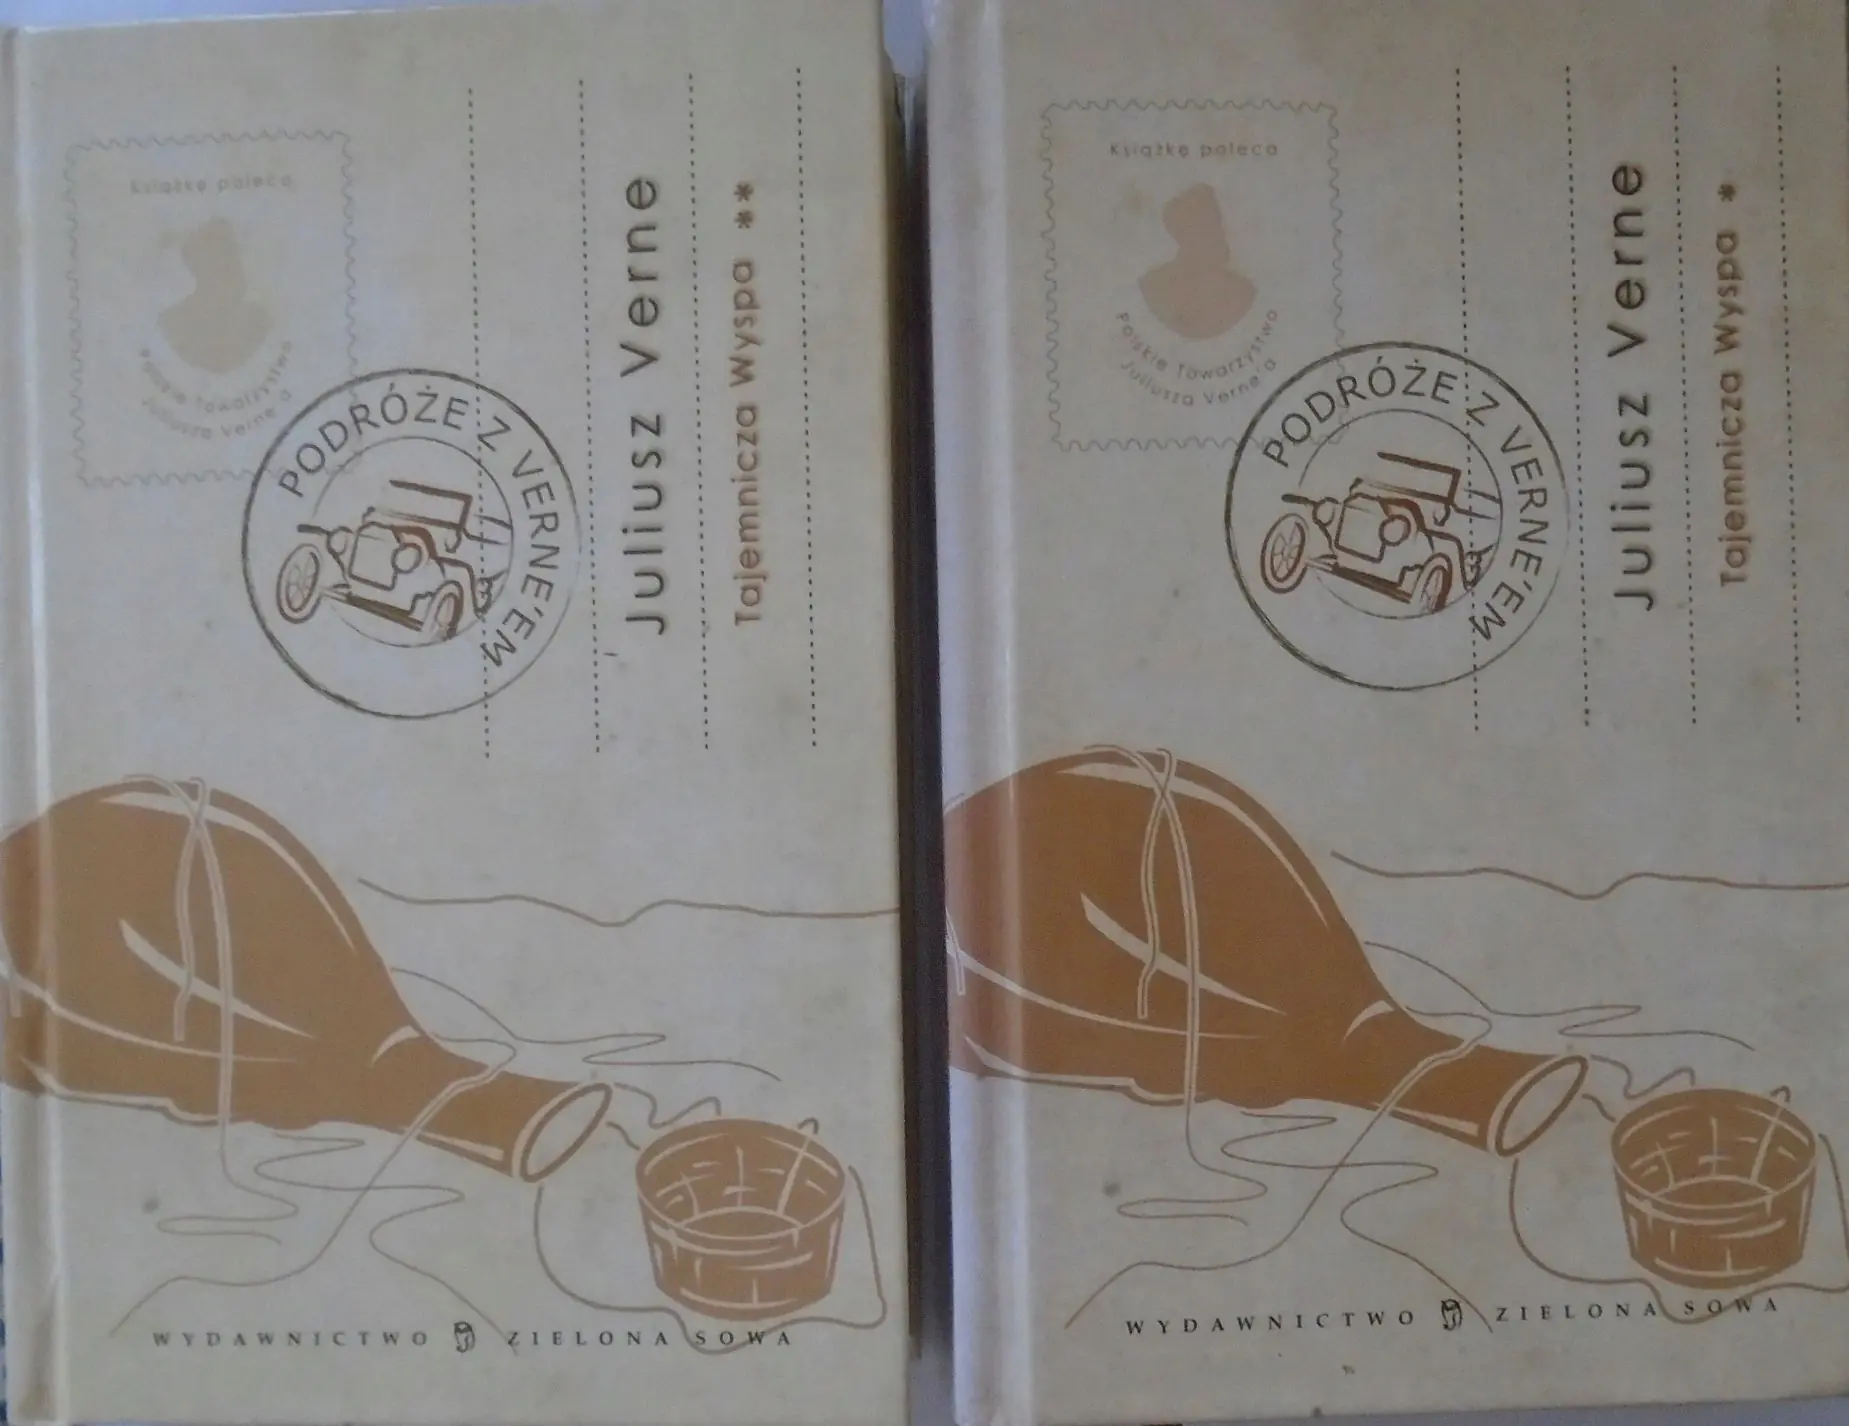 Książkę poleca
Polskie Towarzystwo
Juliusza Verne'a
PODRÓŻE Z VERNE'EM
Juliusz Verne
Tajemnicza Wyspa **
WYDAWNICTWO ZIELONA SOWA
Książkę poleca
Polskie Towarzystwo
Juliusza Verne'a
PODRÓŻE Z VERNE'EM
Juliusz Verne
Tajemnicza Wyspa *
WYDAWNICTWO ZIELONA SOWA